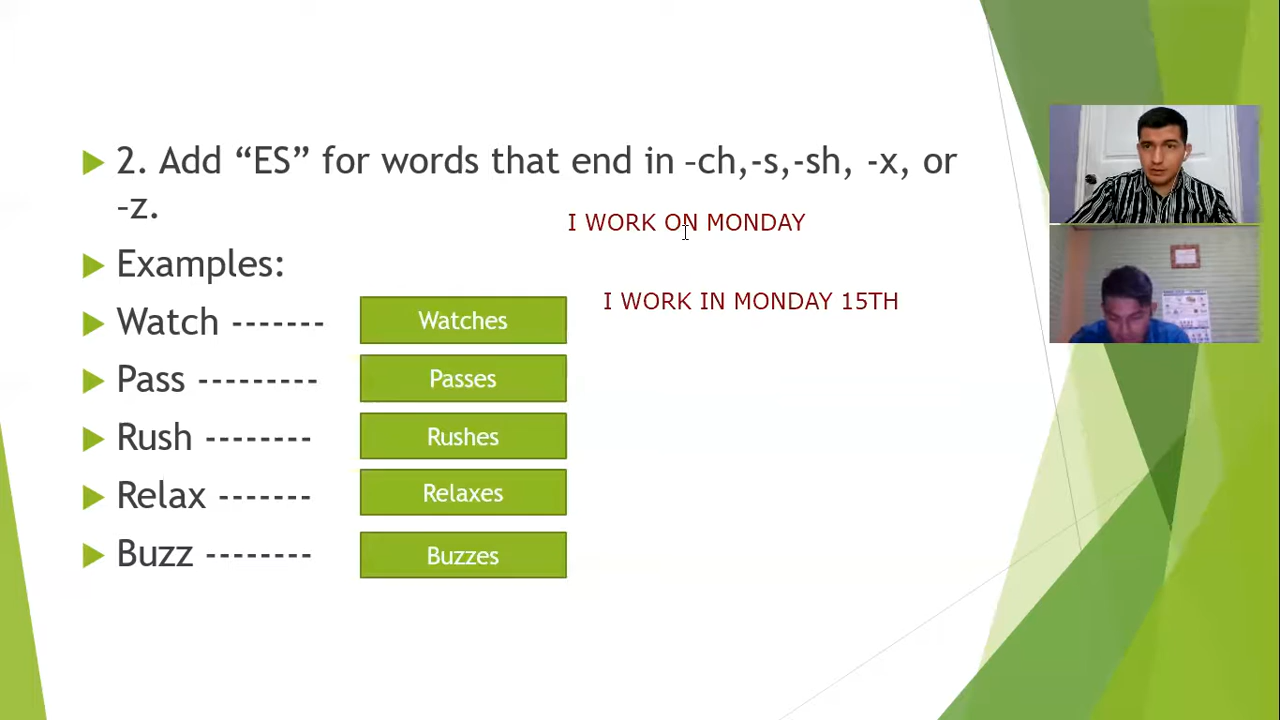 2. Add “ES” for words that end in –ch,-s,-sh, -x, or
–z.
I WORK ON MONDAY
Examples:
I WORK IN MONDAY 15TH
Watch ------- Watches
Pass --------- Passes
Rush -------- Rushes
Relax ------- Relaxes
Buzz -------- Buzzes